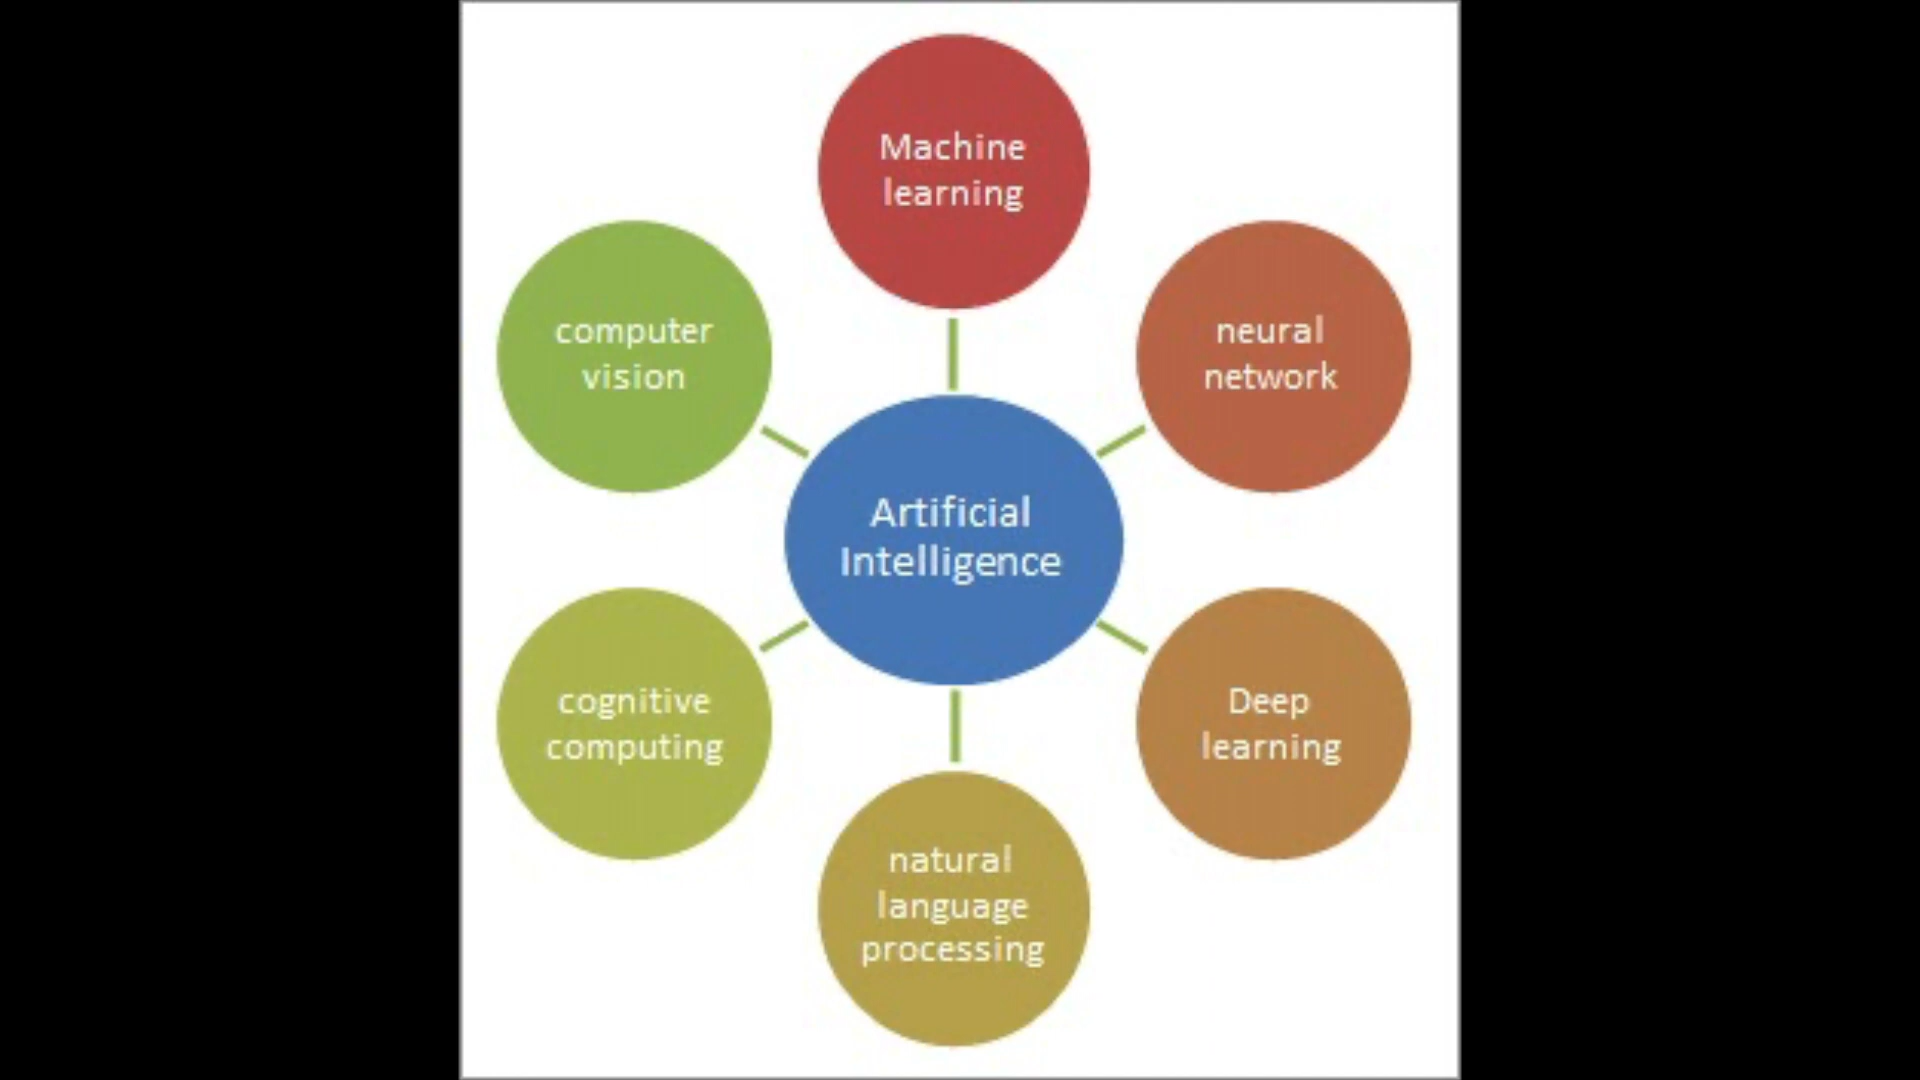 Machine
learning
computer
vision
neural
network
Artificial
Intelligence
cognitive
computing
Deep
learning
natural
language
processing